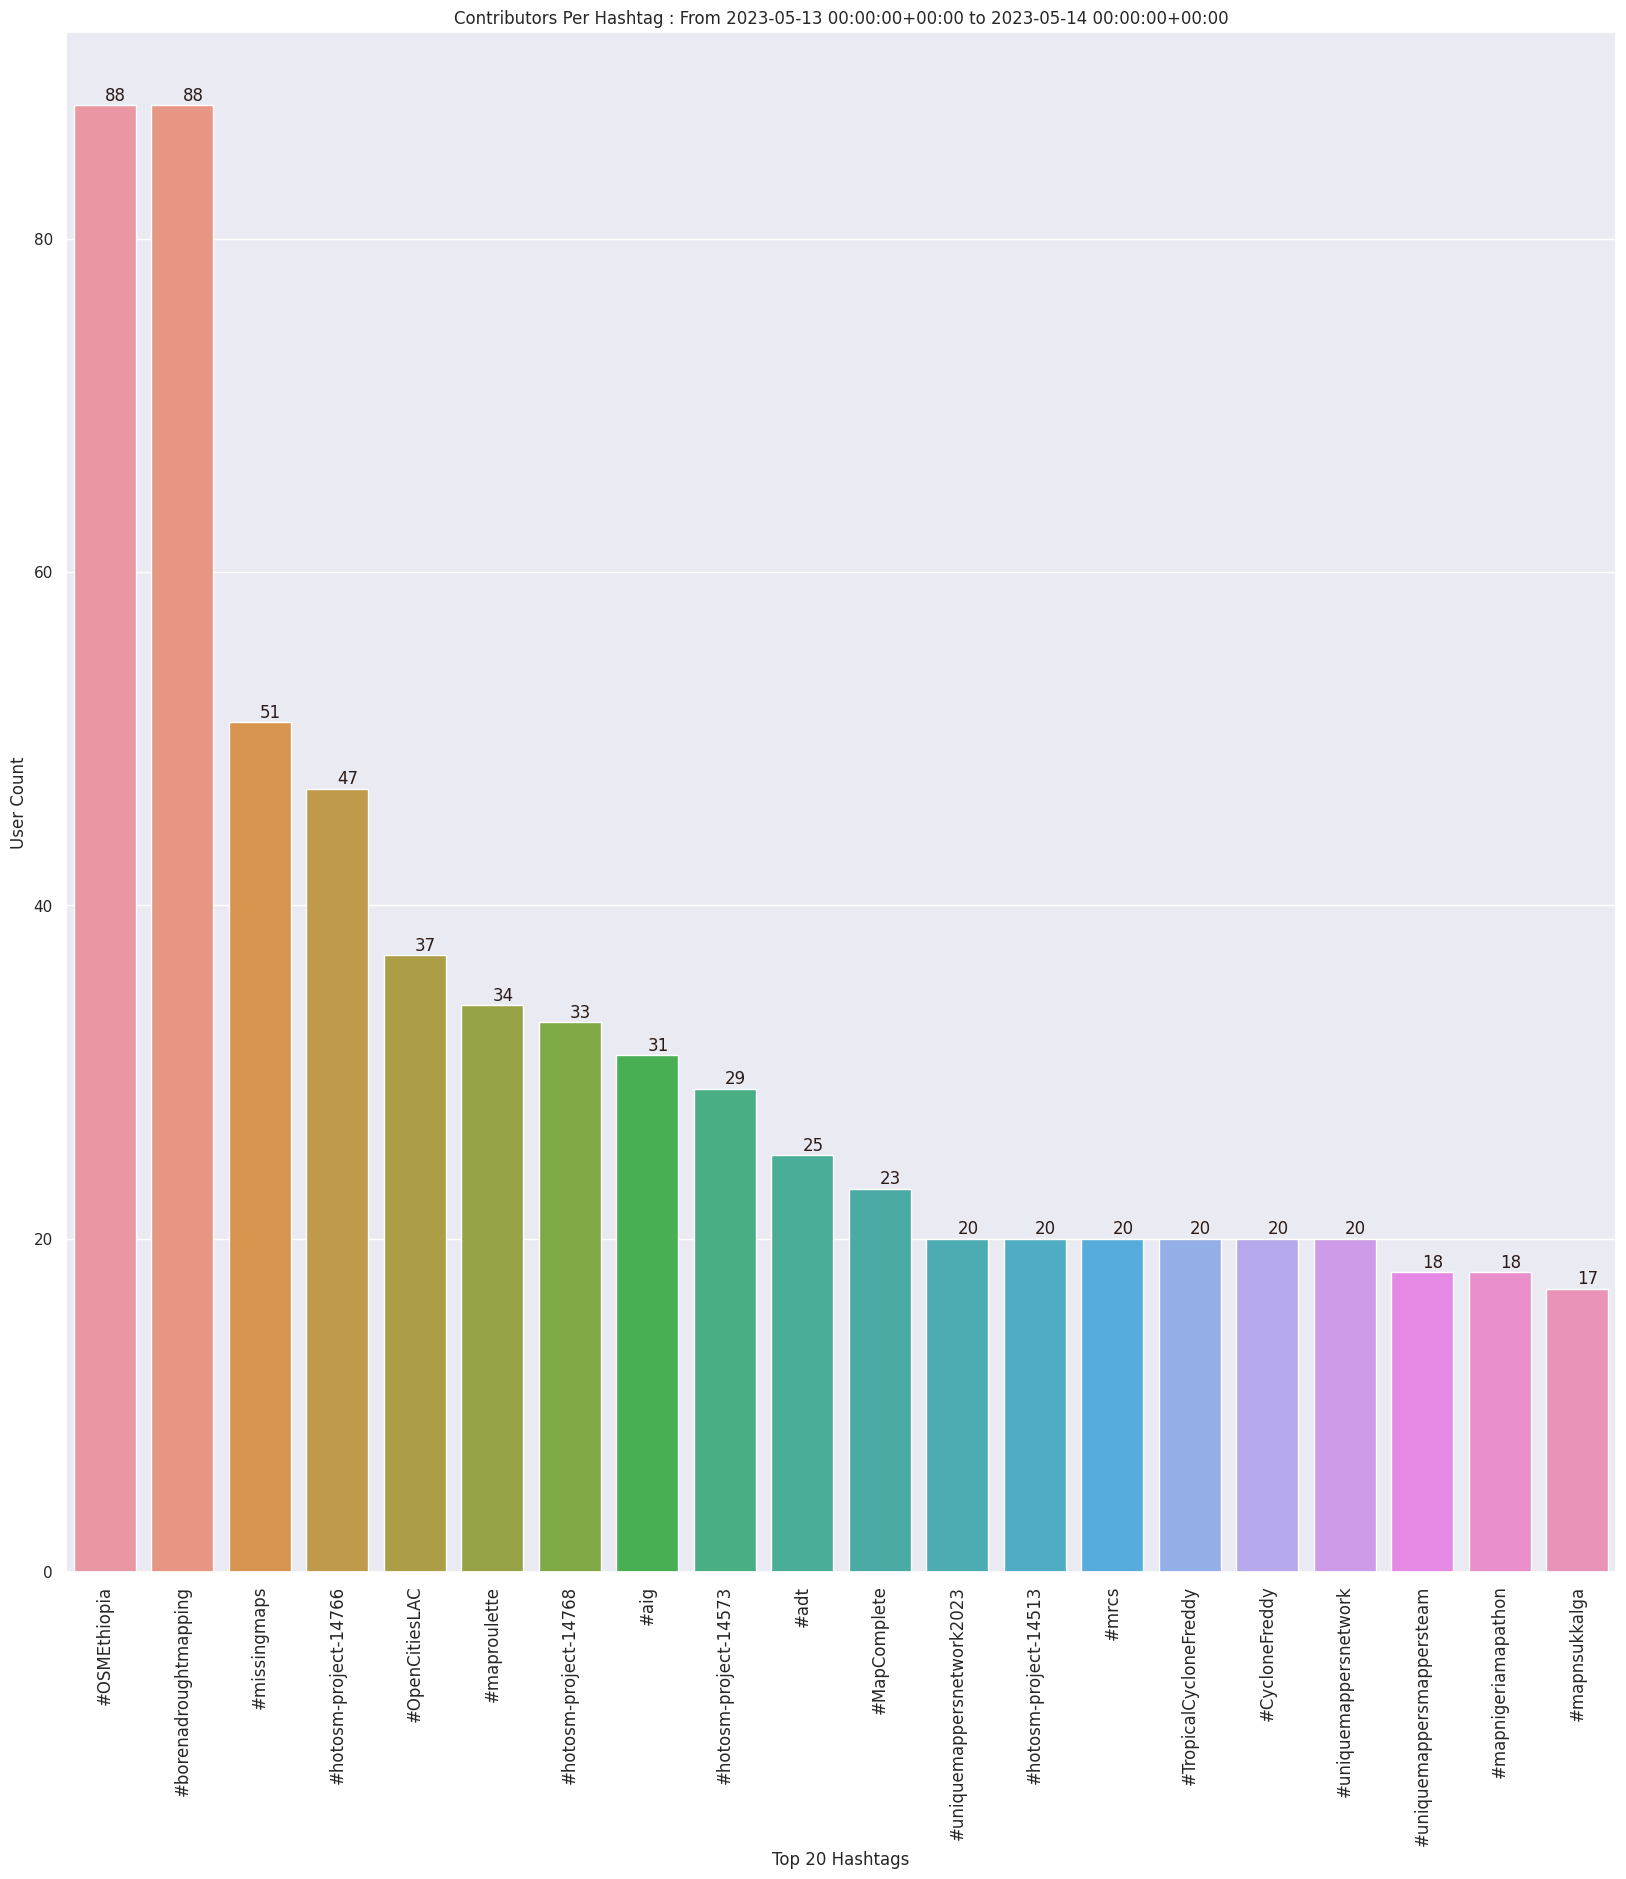 Contributors Per Hashtag : From 2023-05-13 00:00:00+00:00 to 2023-05-14 00:00:00+00:00
88
88
51
47
37
34
33
31
29
25
23
20
20
20
20
20
20
18
18
17
80
60
40
20
0
User Count
#OSMEthiopia
#borenadroughtmapping
#missingmaps
#hotosm-project-14766
#OpenCitiesLAC
#maproulette
#hotosm-project-14768
#aig
#hotosm-project-14573
#adt
#MapComplete
#uniquemappersnetwork2023
#hotosm-project-14513
#mrcs
#TropicalCycloneFreddy
#CycloneFreddy
#uniquemappersnetwork
#uniquemappersmappersteam
#mapnigeriamapathon
#mapnsukkalga
Top 20 Hashtags